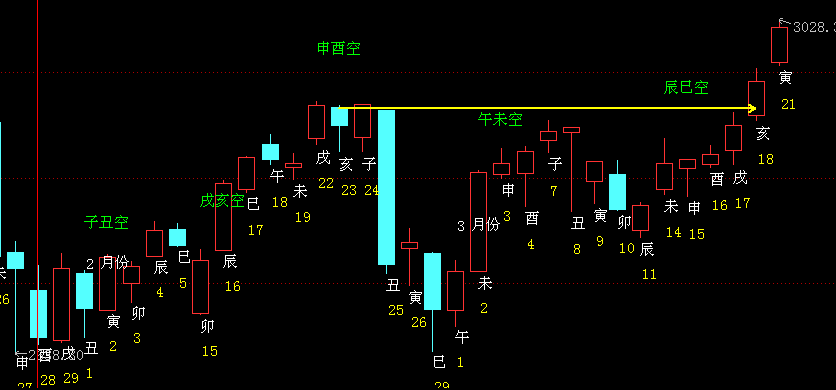 3028.3
寅
21
申酉空
辰巳空
午未空
戌亥空
子丑空
2 月份
3 月份
未
26
申
27
酉
28
戌
29
丑
1
寅
2
卯
3
辰
4
巳
5
卯
15
辰
16
巳
17
午
18
未
19
戌
22
亥
23
子
24
丑
25
寅
26
巳
29
午
1
未
2
申
3
酉
4
子
7
丑
8
寅
9
卯
10
辰
11
未
14
申
15
酉
16
戌
17
亥
18